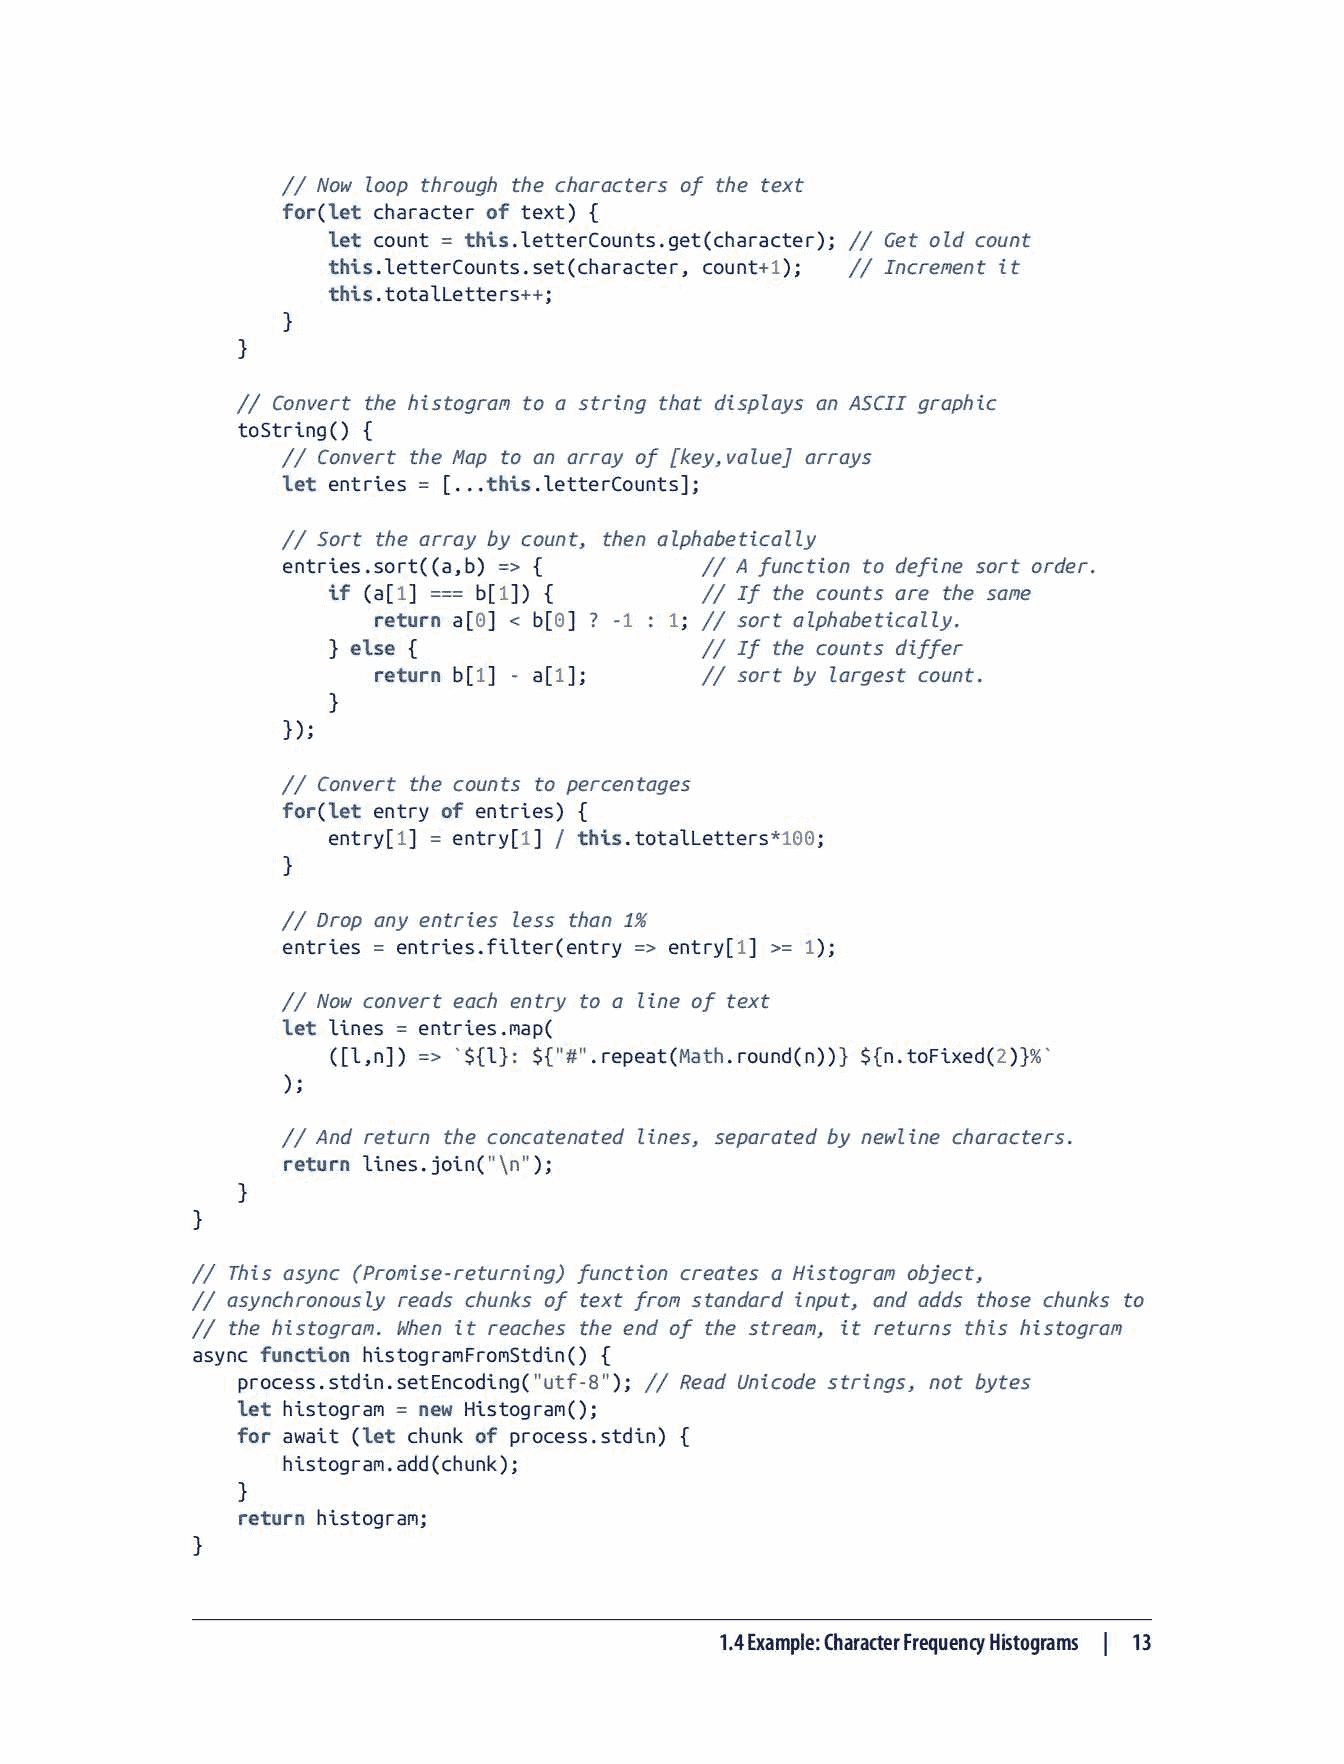 // Now loop through the characters of the text
for(let character of text) {
let count = this.letterCounts.get(character); // Get old count
this.letterCounts.set(character, count+1); // Increment it
this.totalLetters++;
}
}
// Convert the histogram to a string that displays an ASCII graphic
toString() {
// Convert the Map to an array of [key,value] arrays
let entries = [...this.letterCounts];
// Sort the array by count, then alphabetically
entries.sort((a,b) => { // A function to define sort order.
if (a[1] === b[1]) { // If the counts are the same
return a[0] < b[0] ? -1 : 1; // sort alphabetically.
} else { // If the counts differ
return b[1] - a[1]; // sort by largest count.
}
});
// Convert the counts to percentages
for(let entry of entries) {
entry[1] = entry[1] / this.totalLetters*100;
}
// Drop any entries less than 1%
entries = entries.filter(entry => entry[1] >= 1);
// Now convert each entry to a line of text
let lines = entries.map(
([l,n]) => `${l}: ${"#".repeat(Math.round(n))} ${n.toFixed(2)}%`
);
// And return the concatenated lines, separated by newline characters.
return lines.join("\n");
}
}
// This async (Promise-returning) function creates a Histogram object,
// asynchronously reads chunks of text from standard input, and adds those chunks to
// the histogram. When it reaches the end of the stream, it returns this histogram
async function histogramFromStdin() {
process.stdin.setEncoding("utf-8"); // Read Unicode strings, not bytes
let histogram = new Histogram();
for await (let chunk of process.stdin) {
histogram.add(chunk);
}
return histogram;
}
1.4 Example: Character Frequency Histograms | 13